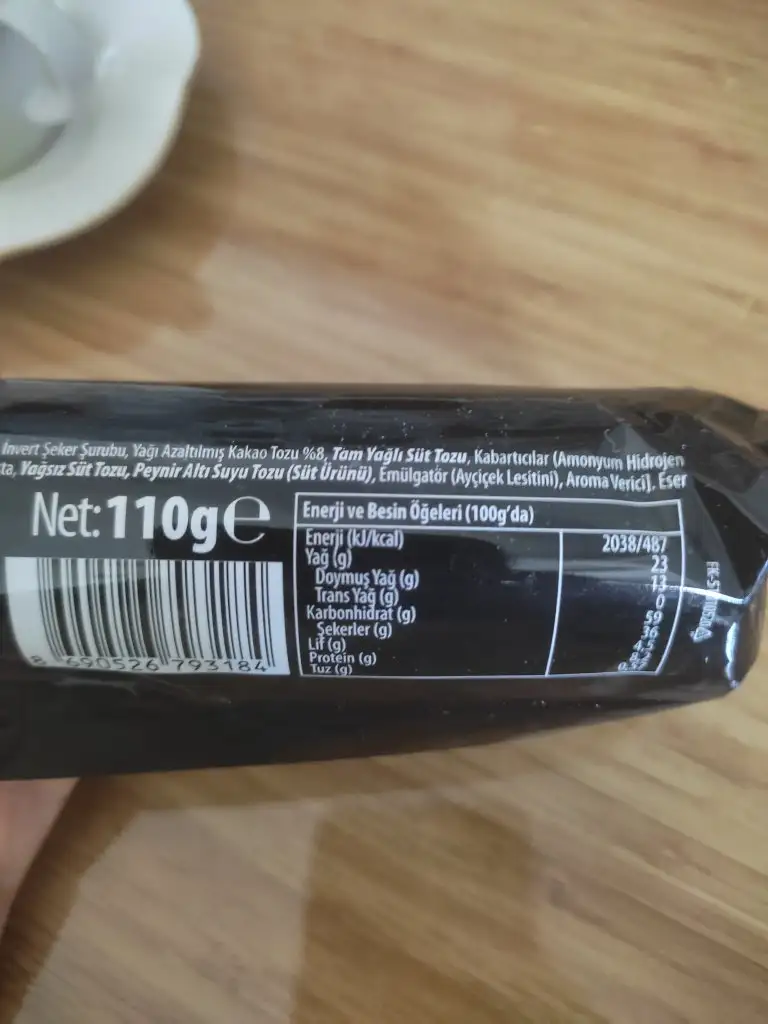 İnvert Şeker Şurubu, Yağı Azaltılmış Kakao Tozu %8, Tam Yağlı Süt Tozu, Kabartıcılar (Amonyum Hidrojen
ta, Yağsız Süt Tozu, Peynir Altı Suyu Tozu (Süt Ürünü), Emülgatör (Ayçiçek Lesitini), Aroma Verici]. Eser
Net: 110g e
8 690526 793184
Enerji ve Besin Öğeleri (100g'da)
Enerji (kJ/kcal) 2038/487
Yağ (g) 23
Doymuş Yağ (g) 13
Trans Yağ (g) 0
Karbonhidrat (g) 59
Şekerler (g)
Lif (g)
Protein (g)
Tuz (g)